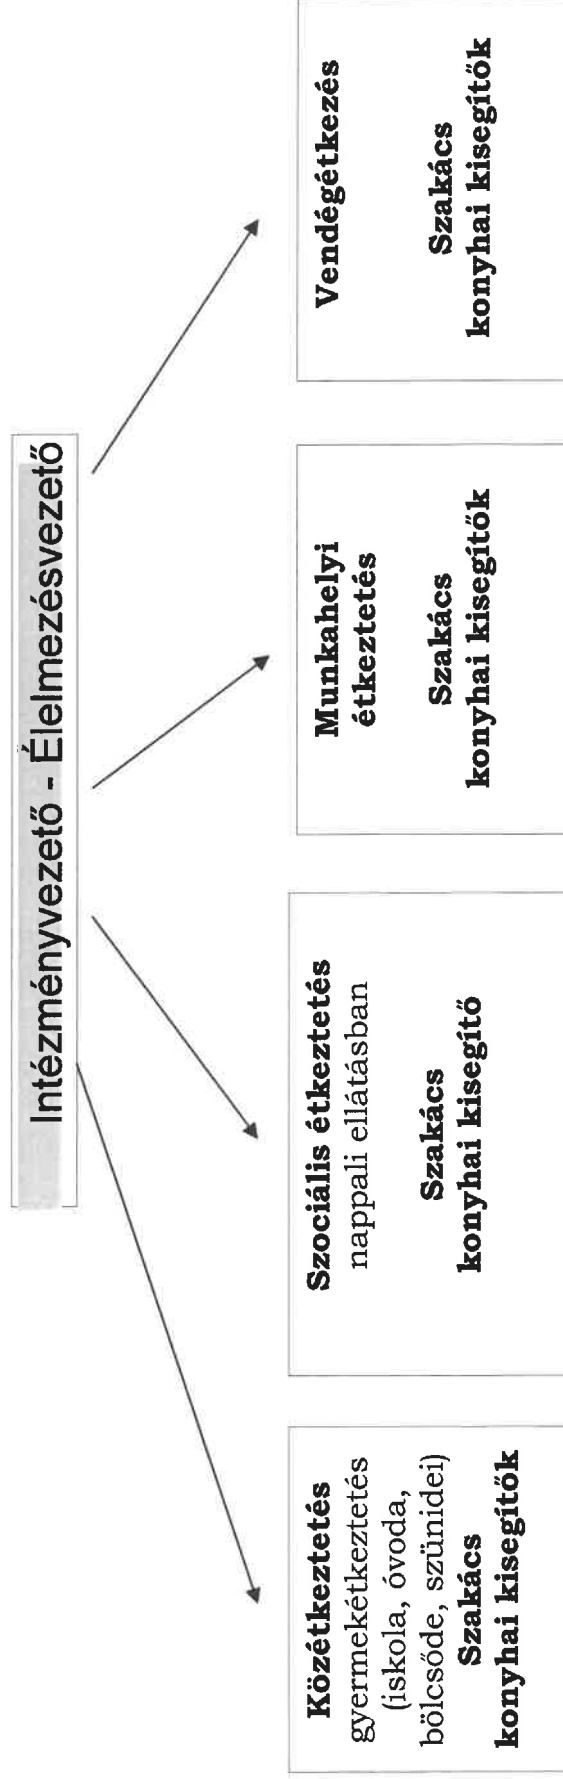 Intézményvezető - Élelmezésvezető
Közétkeztetés
gyermekétkeztetés
(iskola, óvoda,
bölcsőde, szünidei)
Szakács
konyhai kisegítők
Szociális étkeztetés
nappali ellátásban
Szakács
konyhai kisegítő
Munkahelyi
étkeztetés
Szakács
konyhai kisegítők
Vendégétkezés
Szakács
konyhai kisegítők